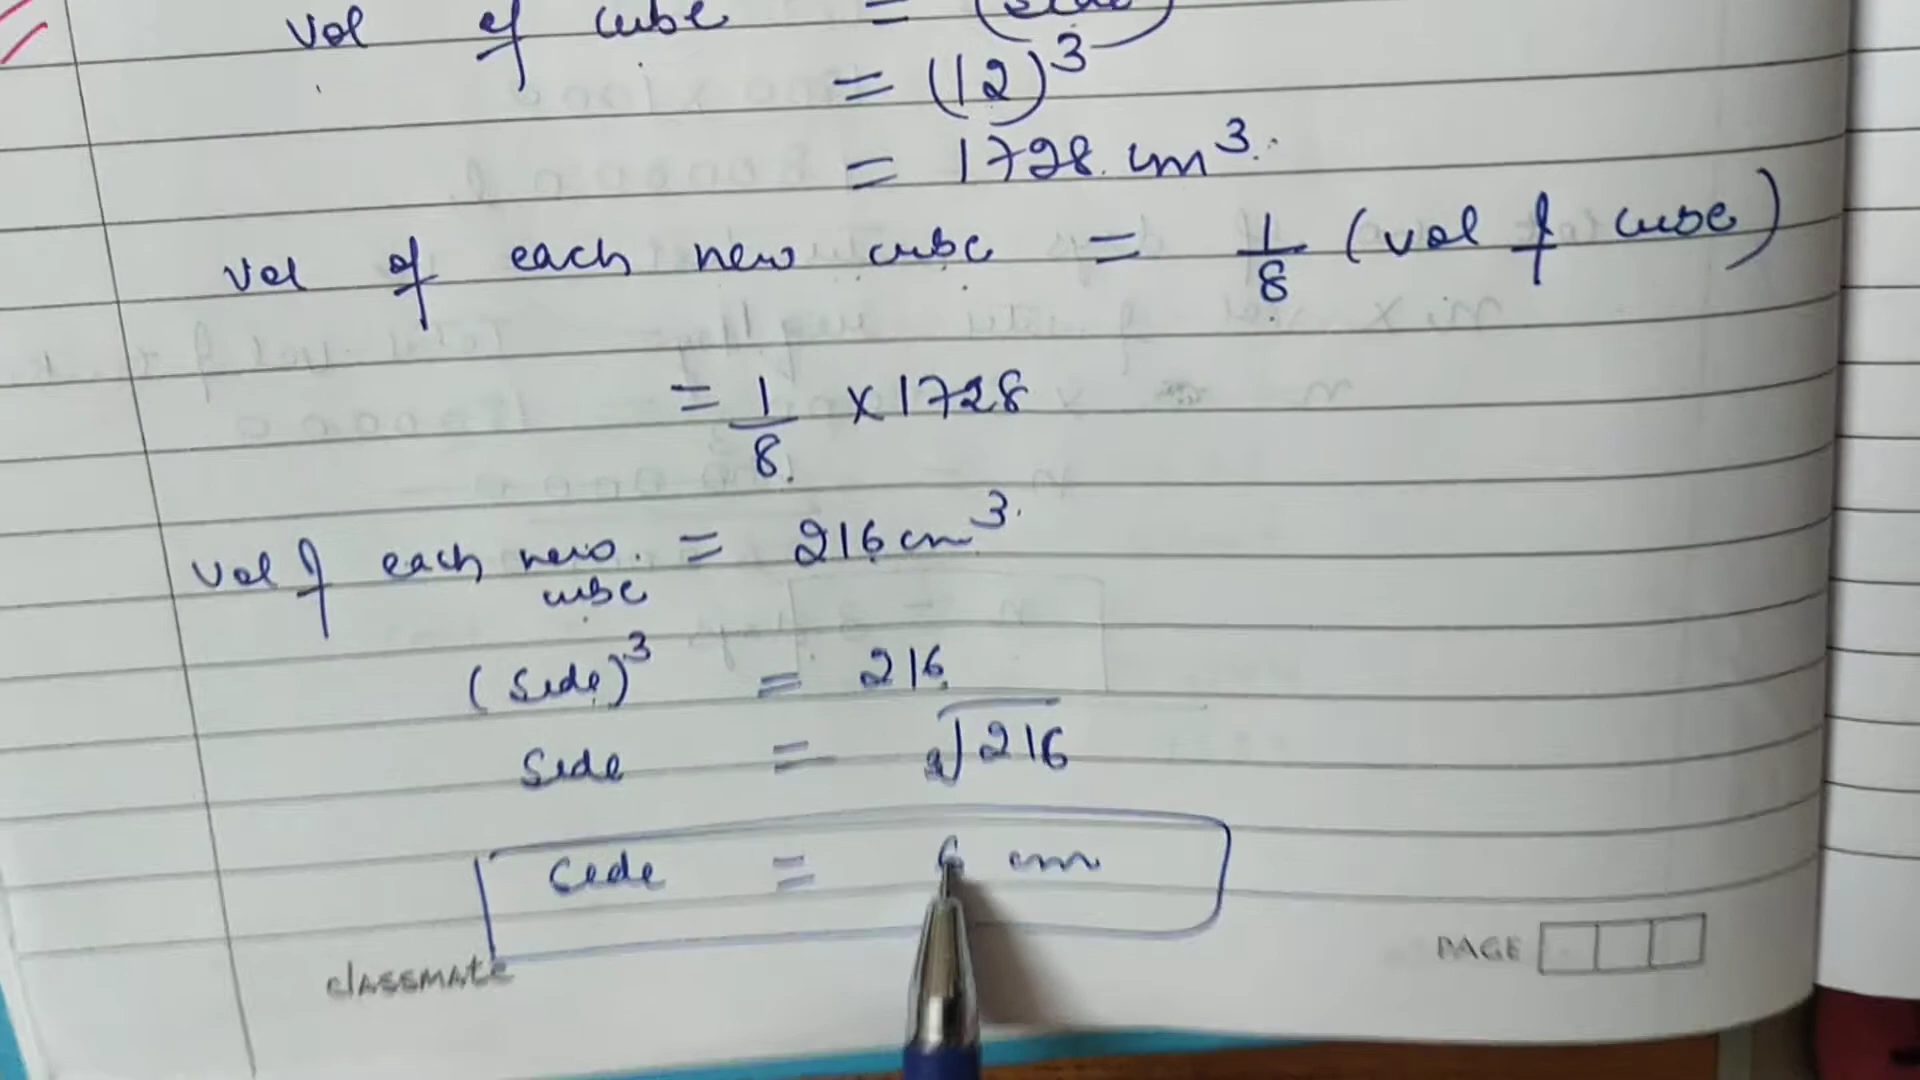 vol of cube = (side)
= (12)³
= 1728 cm³.
vol of each new cube = 1/8 (vol of cube)
= 1/8 × 1728
vol of each new cube = 216 cm³.
(Side)³ = 216
Side = ∛216
Side = 6 cm
classmate
PAGE